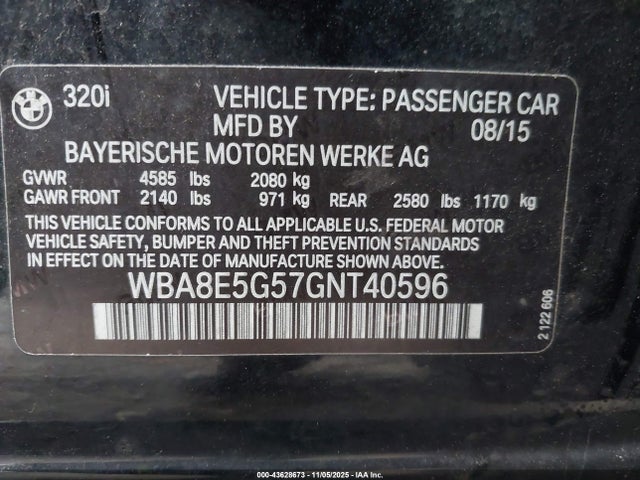 BMW 320i VEHICLE TYPE: PASSENGER CAR
MFD BY 08/15
BAYERISCHE MOTOREN WERKE AG
GVWR 4585 lbs 2080 kg
GAWR FRONT 2140 lbs 971 kg REAR 2580 lbs 1170 kg
THIS VEHICLE CONFORMS TO ALL APPLICABLE U.S. FEDERAL MOTOR
VEHICLE SAFETY, BUMPER AND THEFT PREVENTION STANDARDS
IN EFFECT ON THE DATE OF MANUFACTURE SHOWN ABOVE.
WBA8E5G57GNT40596
2 122 606
000-43628673 - 11/05/2025 - IAA Inc.